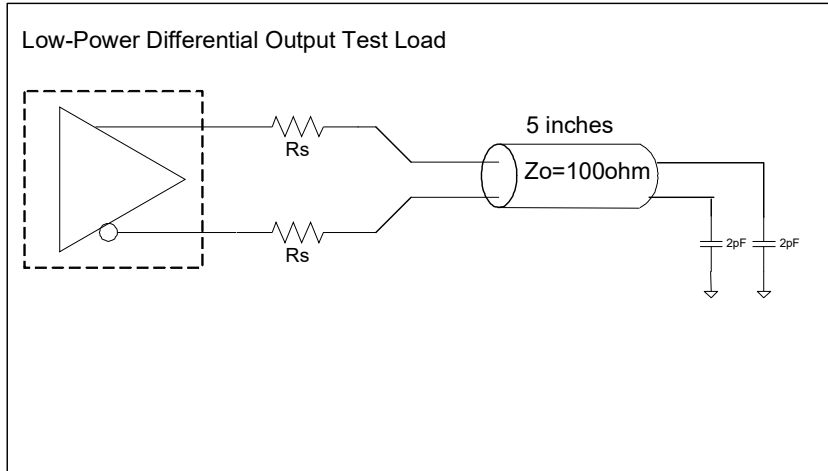 Low-Power Differential Output Test Load
Rs
5 inches
Zo=100ohm
Rs
2pF
2pF